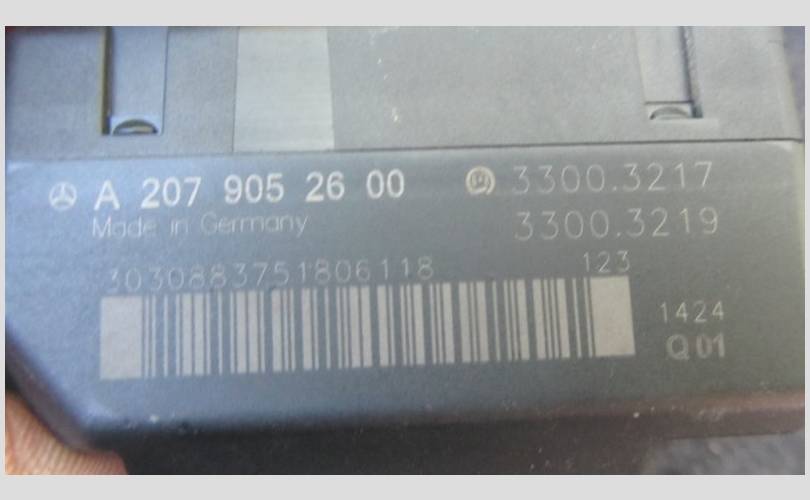 A 207 905 26 00
3300.3217
Made in Germany
3300.3219
3030883751806118
123
1424
Q 01